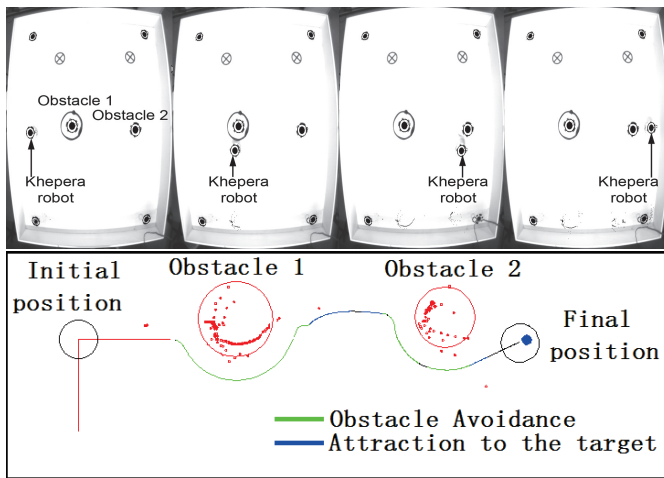 Obstacle 1
Obstacle 2
Khepera
robot
Khepera
robot
Khepera
robot
Khepera
robot
Initial
position
Obstacle 1
Obstacle 2
Final
position
Obstacle Avoidance
Attraction to the target